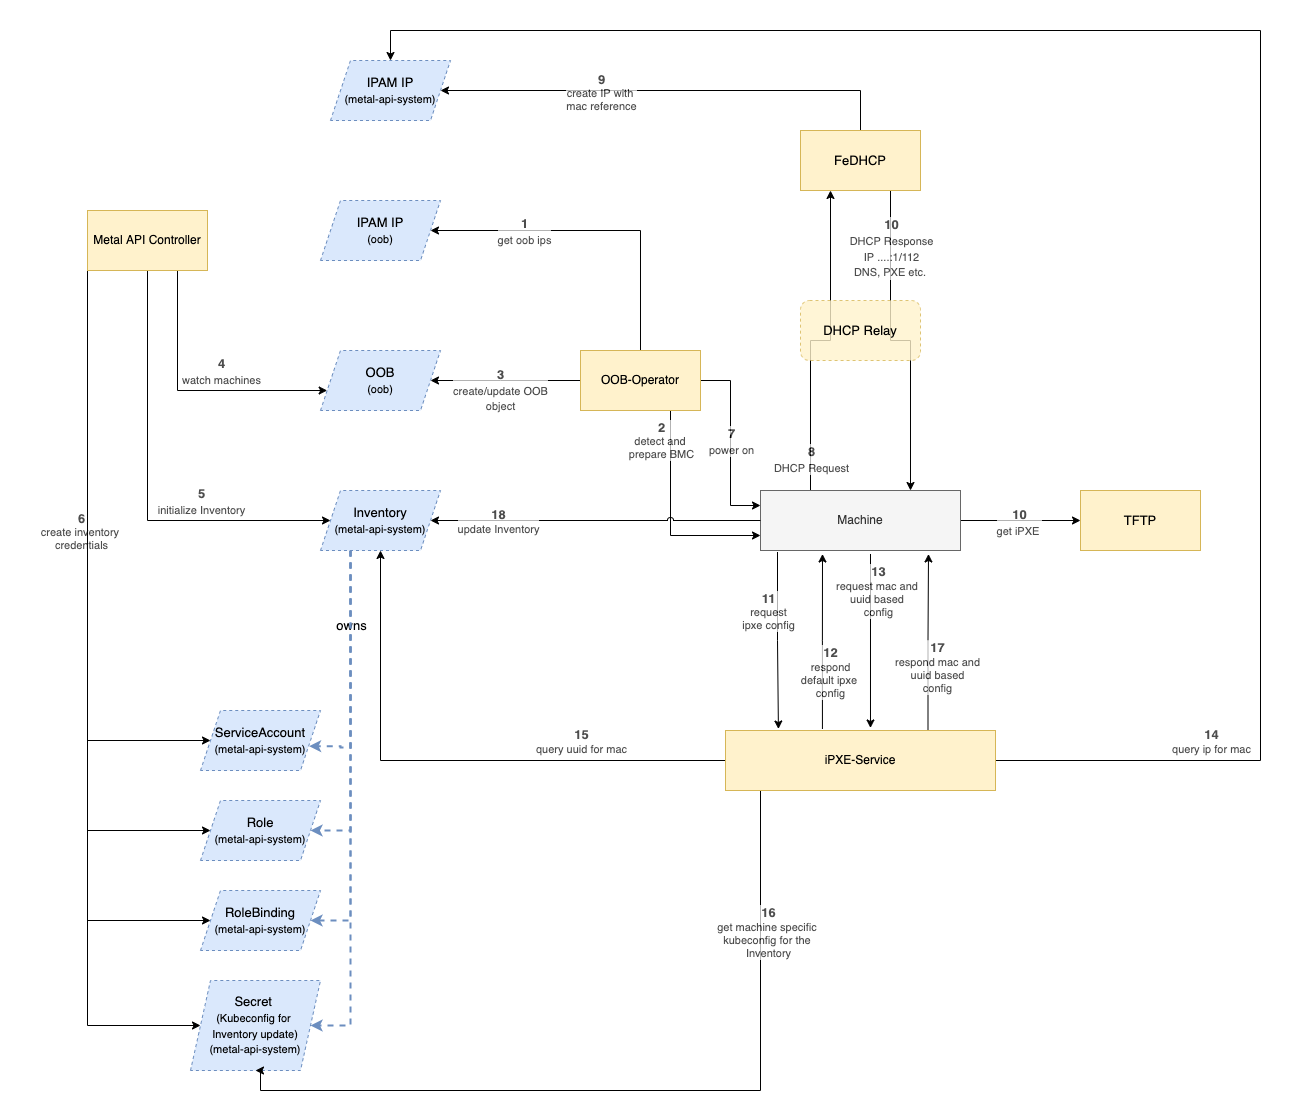 IPAM IP
(metal-api-system)
9
create IP with
mac reference
FeDHCP
IPAM IP
(oob)
1
get oob ips
Metal API Controller
10
DHCP Response
IP ....:1/112
DNS, PXE etc.
DHCP Relay
4
watch machines
OOB
(oob)
3
create/update OOB
object
OOB-Operator
2
detect and
prepare BMC
7
power on
8
DHCP Request
5
initialize Inventory
6
create inventory
credentials
Inventory
(metal-api-system)
18
update Inventory
Machine
10
get iPXE
TFTP
11
request
ipxe config
13
request mac and
uuid based
config
12
respond
default ipxe
config
17
respond mac and
uuid based
config
owns
ServiceAccount
(metal-api-system)
15
query uuid for mac
iPXE-Service
14
query ip for mac
Role
(metal-api-system)
RoleBinding
(metal-api-system)
16
get machine specific
kubeconfig for the
Inventory
Secret
(Kubeconfig for
Inventory update)
(metal-api-system)